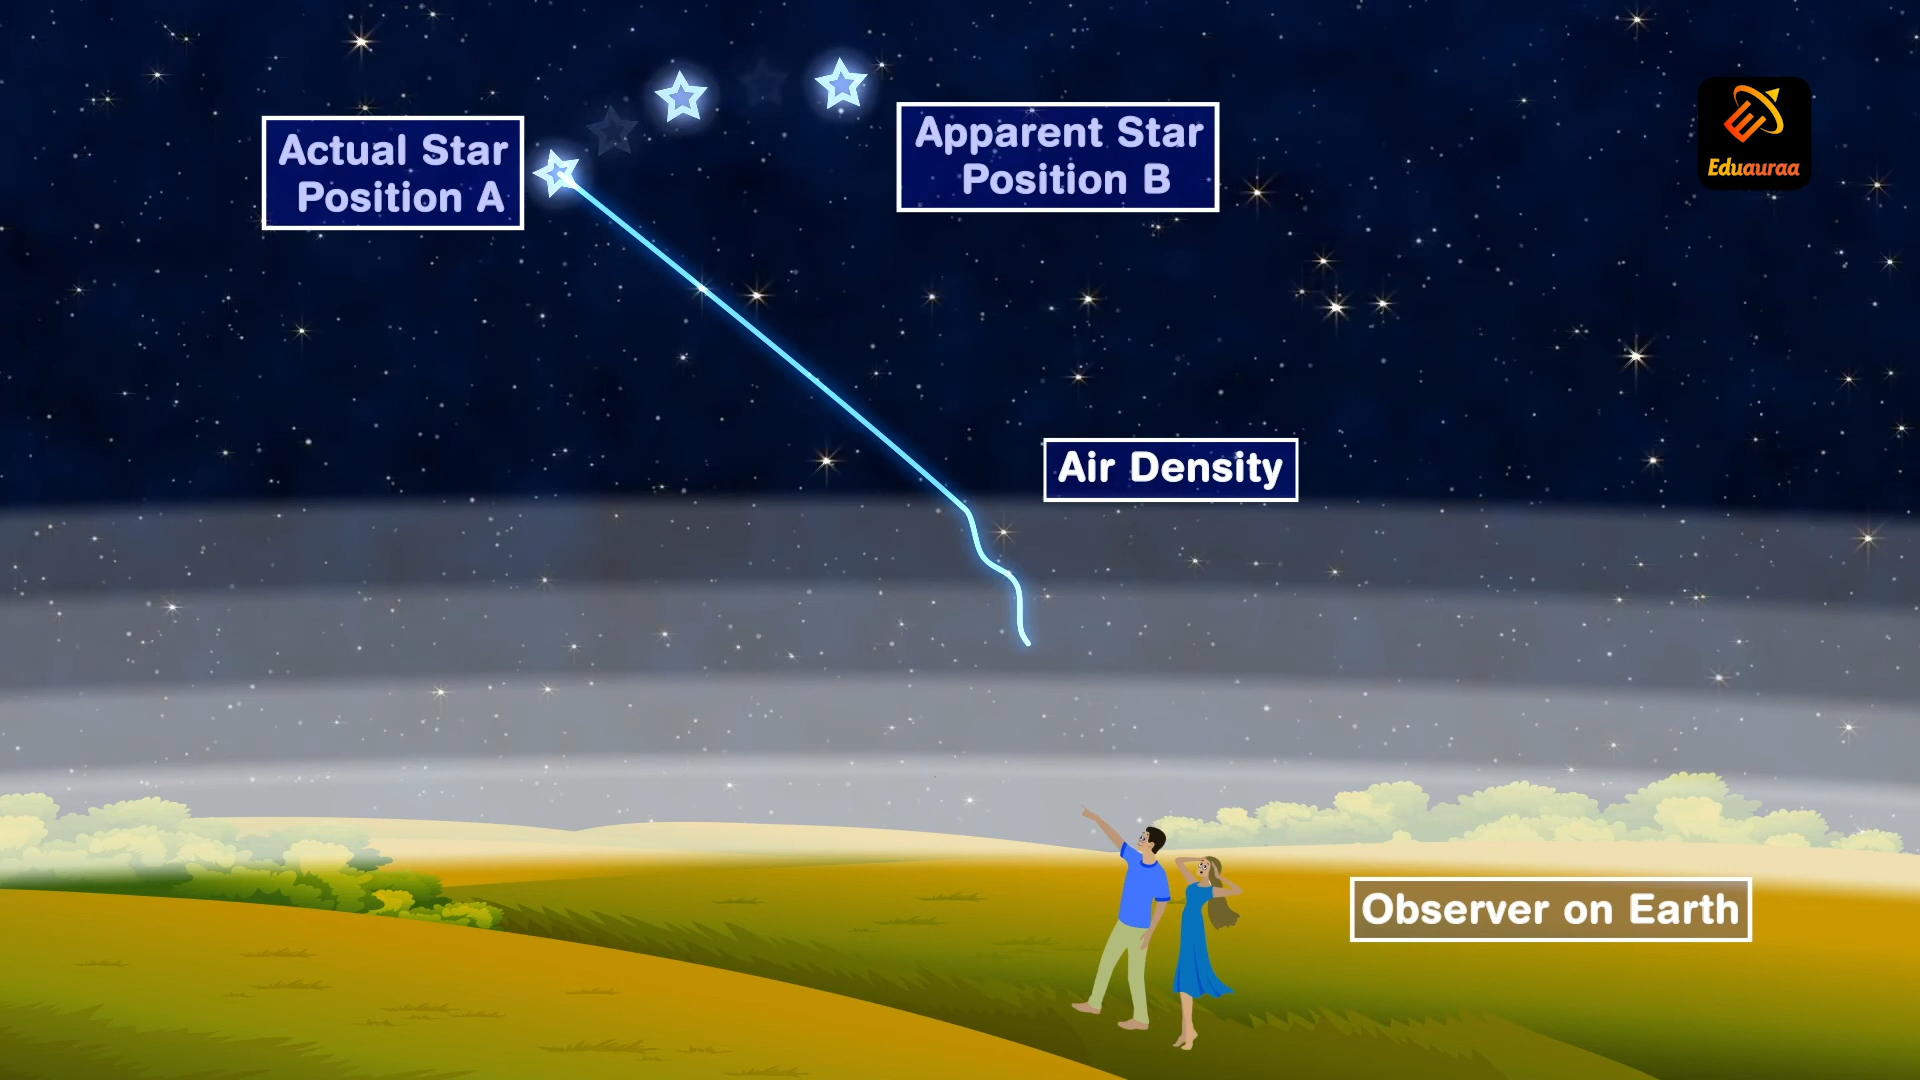 Actual Star
Position A
Apparent Star
Position B
Eduauraa
Air Density
Observer on Earth